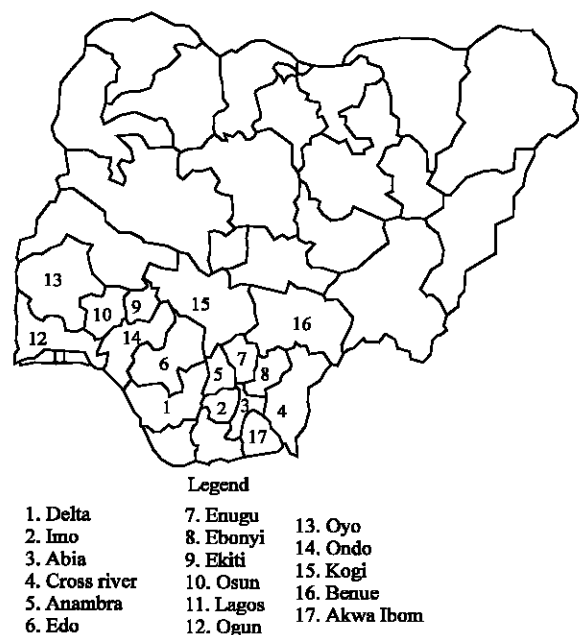 13
10
9
15
12
14
16
6
7
5
8
1
2
3
4
17
Legend
1. Delta
2. Imo
3. Abia
4. Cross river
5. Anambra
6. Edo
7. Enugu
8. Ebonyi
9. Ekiti
10. Osun
11. Lagos
12. Ogun
13. Oyo
14. Ondo
15. Kogi
16. Benue
17. Akwa Ibom